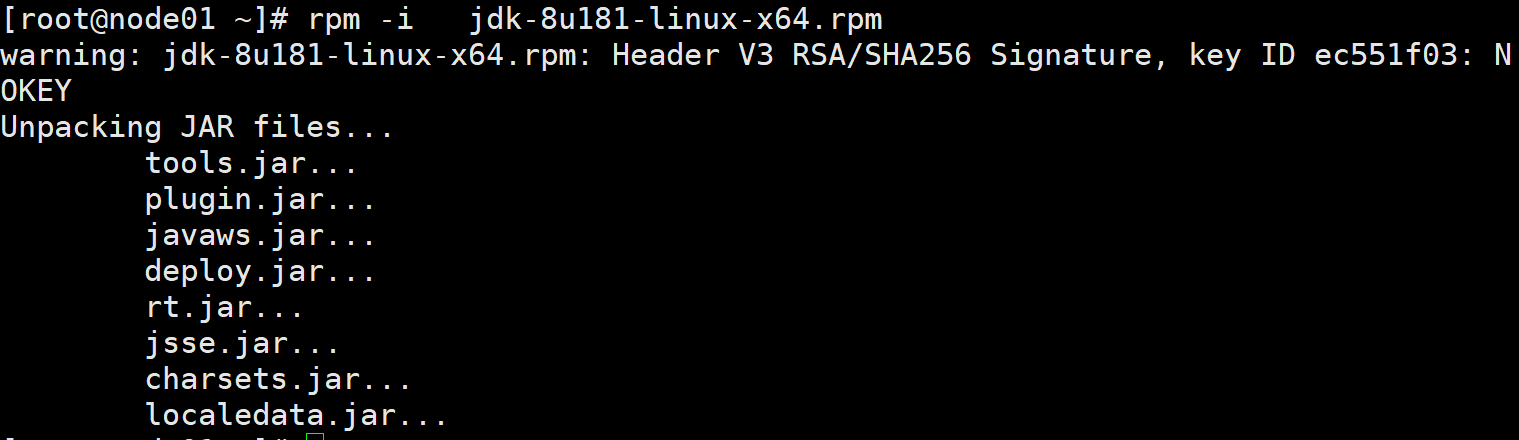 [root@node01 ~]# rpm -i   jdk-8u181-linux-x64.rpm
warning: jdk-8u181-linux-x64.rpm: Header V3 RSA/SHA256 Signature, key ID ec551f03: N
OKEY
Unpacking JAR files...
        tools.jar...
        plugin.jar...
        javaws.jar...
        deploy.jar...
        rt.jar...
        jsse.jar...
        charsets.jar...
        localedata.jar...